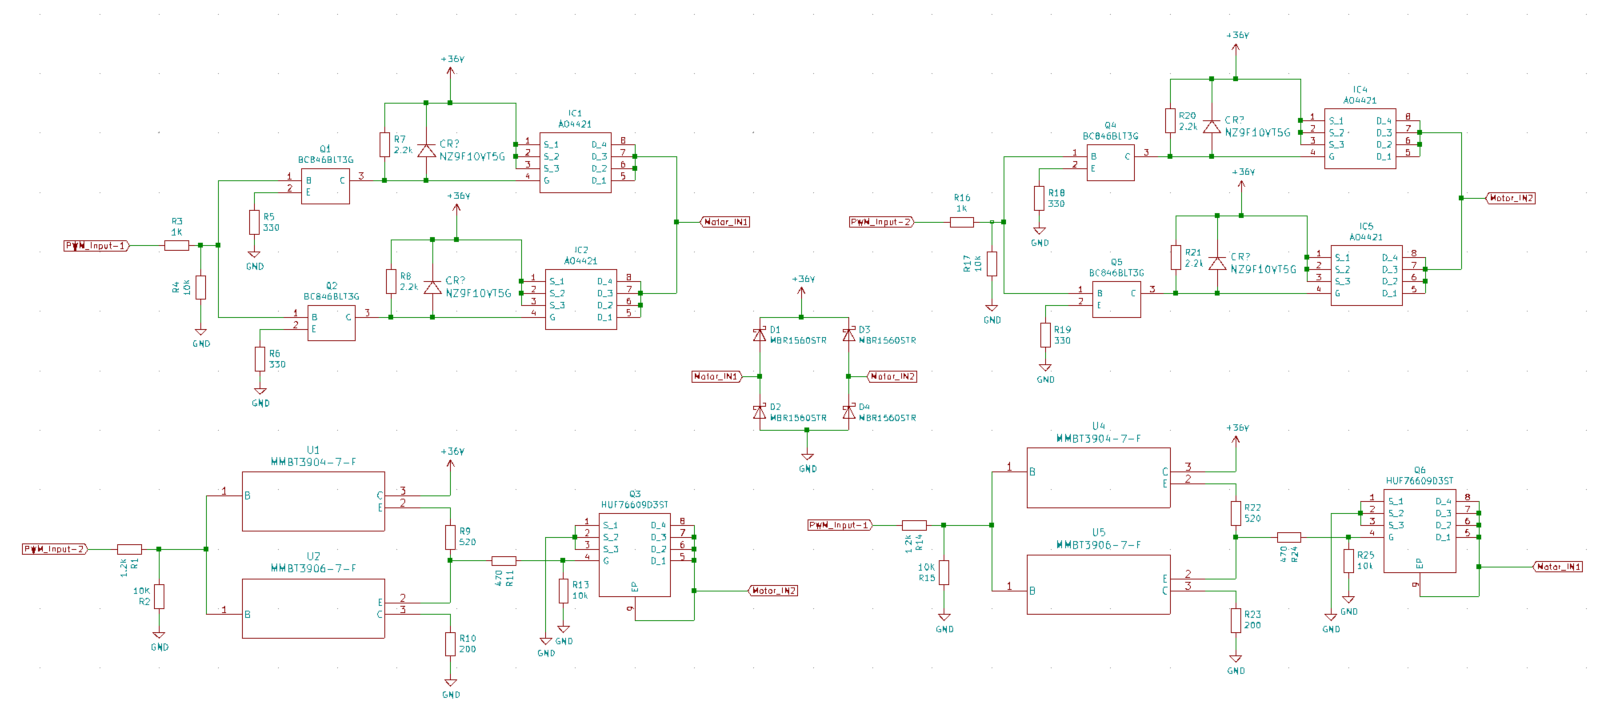 +36V
R7
2.2k
CR?
NZ9F10VT5G
IC1
AO4421
1 S_1
2 S_2
3 S_3
4 G
D_4 8
D_3 7
D_2 6
D_1 5
Q1
BC846BLT3G
1 B
2 E
C 3
R5
330
GND
R3
1k
PWM_Input-1
R4
10k
GND
Motor_IN1
+36V
R8
2.2k
CR?
NZ9F10VT5G
IC2
AO4421
1 S_1
2 S_2
3 S_3
4 G
D_4 8
D_3 7
D_2 6
D_1 5
Q2
BC846BLT3G
1 B
2 E
C 3
R6
330
GND
+36V
R20
2.2k
CR?
NZ9F10VT5G
IC4
AO4421
1 S_1
2 S_2
3 S_3
4 G
D_4 8
D_3 7
D_2 6
D_1 5
Q4
BC846BLT3G
1 B
2 E
C 3
R18
330
GND
R16
1k
PWM_Input-2
R17
10k
GND
Motor_IN2
+36V
R21
2.2k
CR?
NZ9F10VT5G
IC5
AO4421
1 S_1
2 S_2
3 S_3
4 G
D_4 8
D_3 7
D_2 6
D_1 5
Q5
BC846BLT3G
1 B
2 E
C 3
R19
330
GND
+36V
D1
MBR1560STR
D3
MBR1560STR
Motor_IN1
Motor_IN2
D2
MBR1560STR
D4
MBR1560STR
GND
U1
MMBT3904-7-F
1 B
C 3
E 2
+36V
U2
MMBT3906-7-F
1 B
E 2
C 3
PWM_Input-2
1.2k
R1
10K
R2
GND
R9
520
R10
200
GND
470
R11
R13
10k
GND
GND
Q3
HUF76609D3ST
1 S_1
2 S_2
3 S_3
4 G
D_4 8
D_3 7
D_2 6
D_1 5
EP
9
Motor_IN2
U4
MMBT3904-7-F
1 B
C 3
E 2
+36V
U5
MMBT3906-7-F
1 B
E 2
C 3
PWM_Input-1
1.2k
R14
10K
R15
GND
R22
520
R23
200
GND
470
R24
R25
10k
GND
GND
Q6
HUF76609D3ST
1 S_1
2 S_2
3 S_3
4 G
D_4 8
D_3 7
D_2 6
D_1 5
EP
9
Motor_IN1